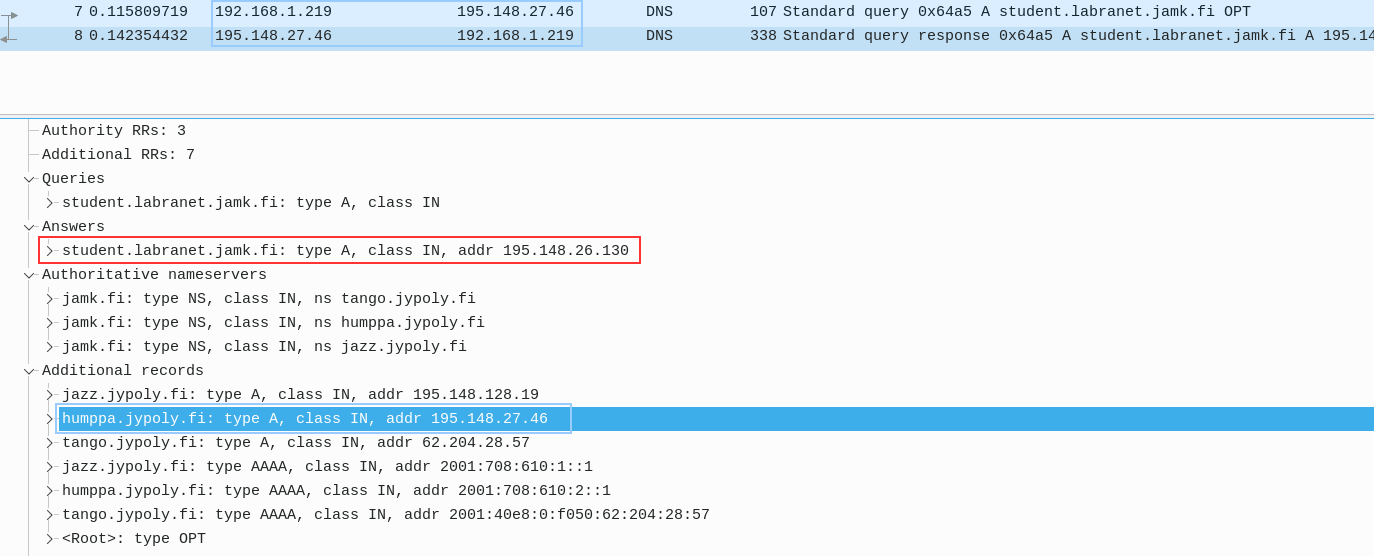 7 0.115809719 192.168.1.219 195.148.27.46 DNS 107 Standard query 0x64a5 A student.labranet.jamk.fi OPT
8 0.142354432 195.148.27.46 192.168.1.219 DNS 338 Standard query response 0x64a5 A student.labranet.jamk.fi A 195.14
Authority RRs: 3
Additional RRs: 7
Queries
student.labranet.jamk.fi: type A, class IN
Answers
student.labranet.jamk.fi: type A, class IN, addr 195.148.26.130
Authoritative nameservers
jamk.fi: type NS, class IN, ns tango.jypoly.fi
jamk.fi: type NS, class IN, ns humppa.jypoly.fi
jamk.fi: type NS, class IN, ns jazz.jypoly.fi
Additional records
jazz.jypoly.fi: type A, class IN, addr 195.148.128.19
humppa.jypoly.fi: type A, class IN, addr 195.148.27.46
tango.jypoly.fi: type A, class IN, addr 62.204.28.57
jazz.jypoly.fi: type AAAA, class IN, addr 2001:708:610:1::1
humppa.jypoly.fi: type AAAA, class IN, addr 2001:708:610:2::1
tango.jypoly.fi: type AAAA, class IN, addr 2001:40e8:0:f050:62:204:28:57
<Root>: type OPT